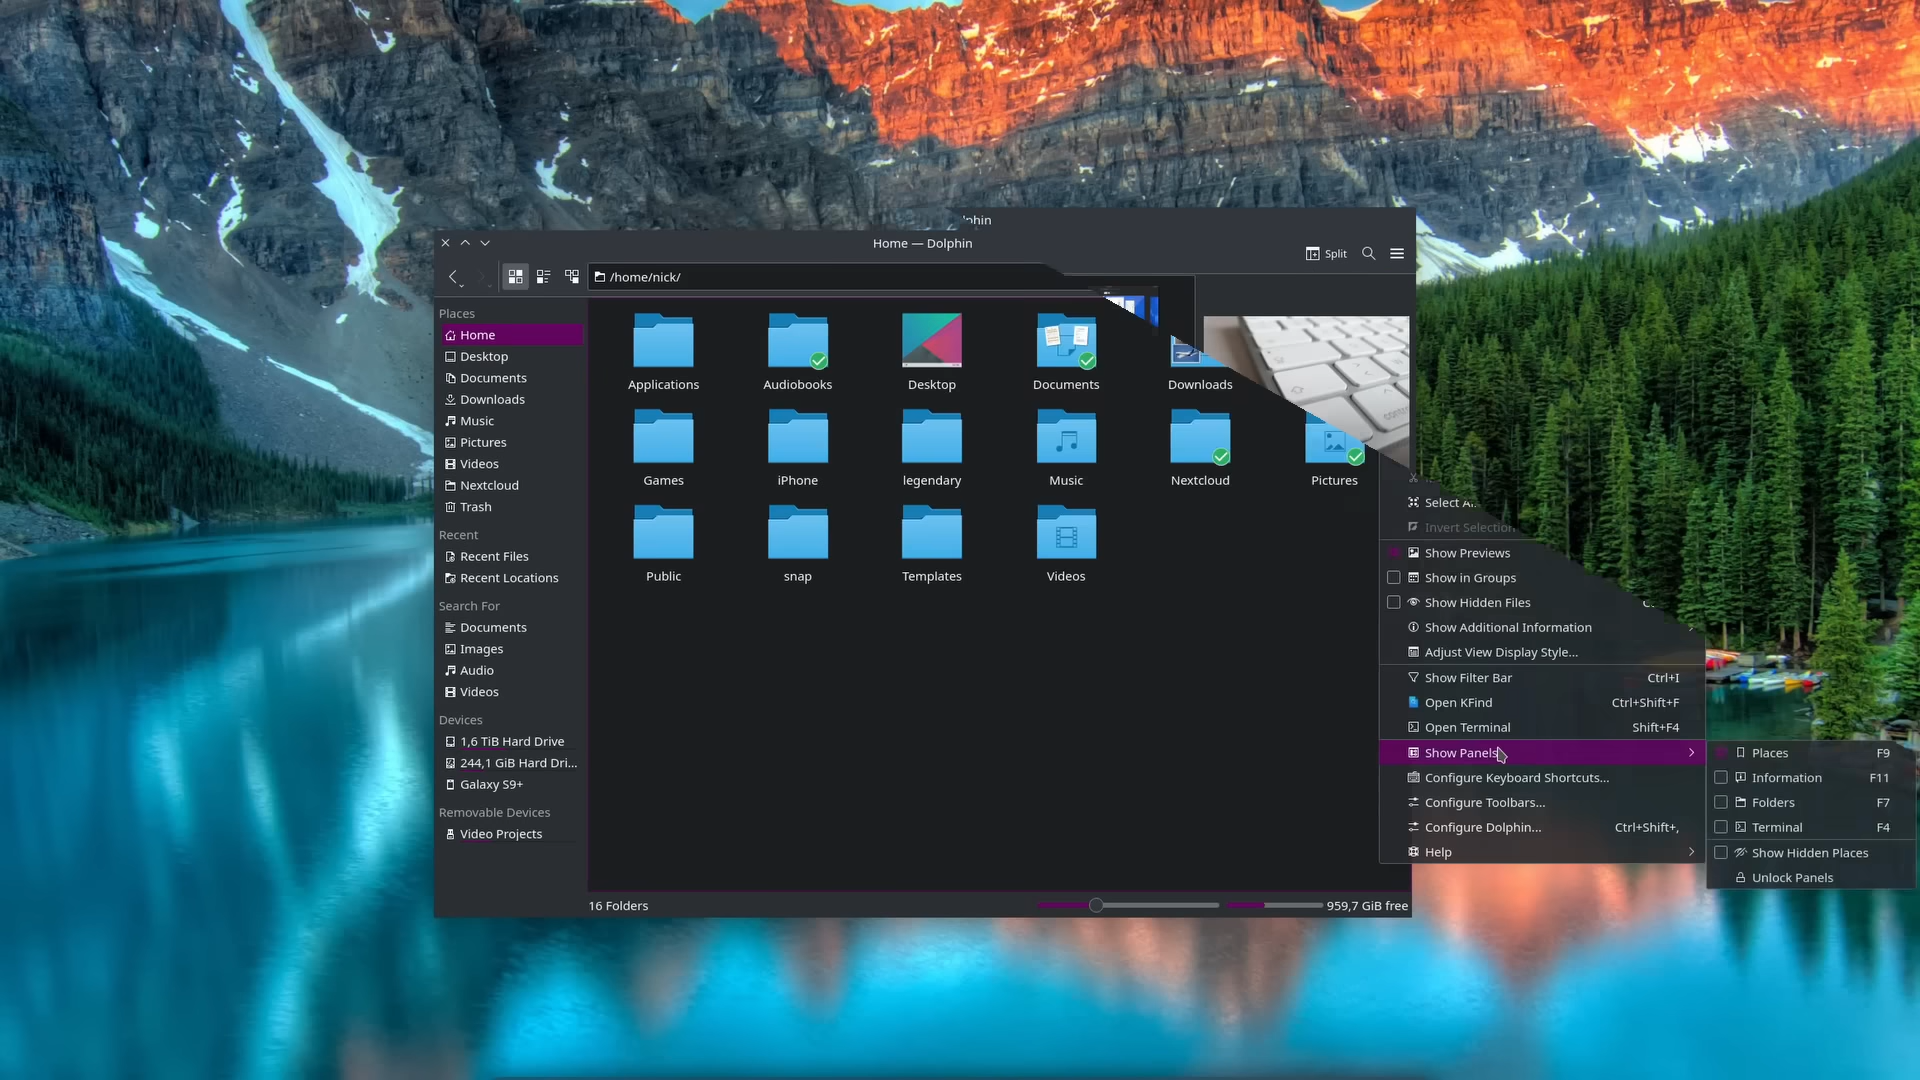 lphin
Home — Dolphin
Split
/home/nick/
Places
Home
Desktop
Documents
Downloads
Music
Pictures
Videos
Nextcloud
Trash
Recent
Recent Files
Recent Locations
Search For
Documents
Images
Audio
Videos
Devices
1,6 TiB Hard Drive
244,1 GiB Hard Dri...
Galaxy S9+
Removable Devices
Video Projects
Applications
Audiobooks
Desktop
Documents
Downloads
Games
iPhone
legendary
Music
Nextcloud
Pictures
Public
snap
Templates
Videos
16 Folders
959,7 GiB free
Select A
Invert Selection
Show Previews
Show in Groups
Show Hidden Files
Show Additional Information
Adjust View Display Style...
Show Filter Bar Ctrl+I
Open KFind Ctrl+Shift+F
Open Terminal Shift+F4
Show Panels
Configure Keyboard Shortcuts...
Configure Toolbars...
Configure Dolphin... Ctrl+Shift+,
Help
Places F9
Information F11
Folders F7
Terminal F4
Show Hidden Places
Unlock Panels